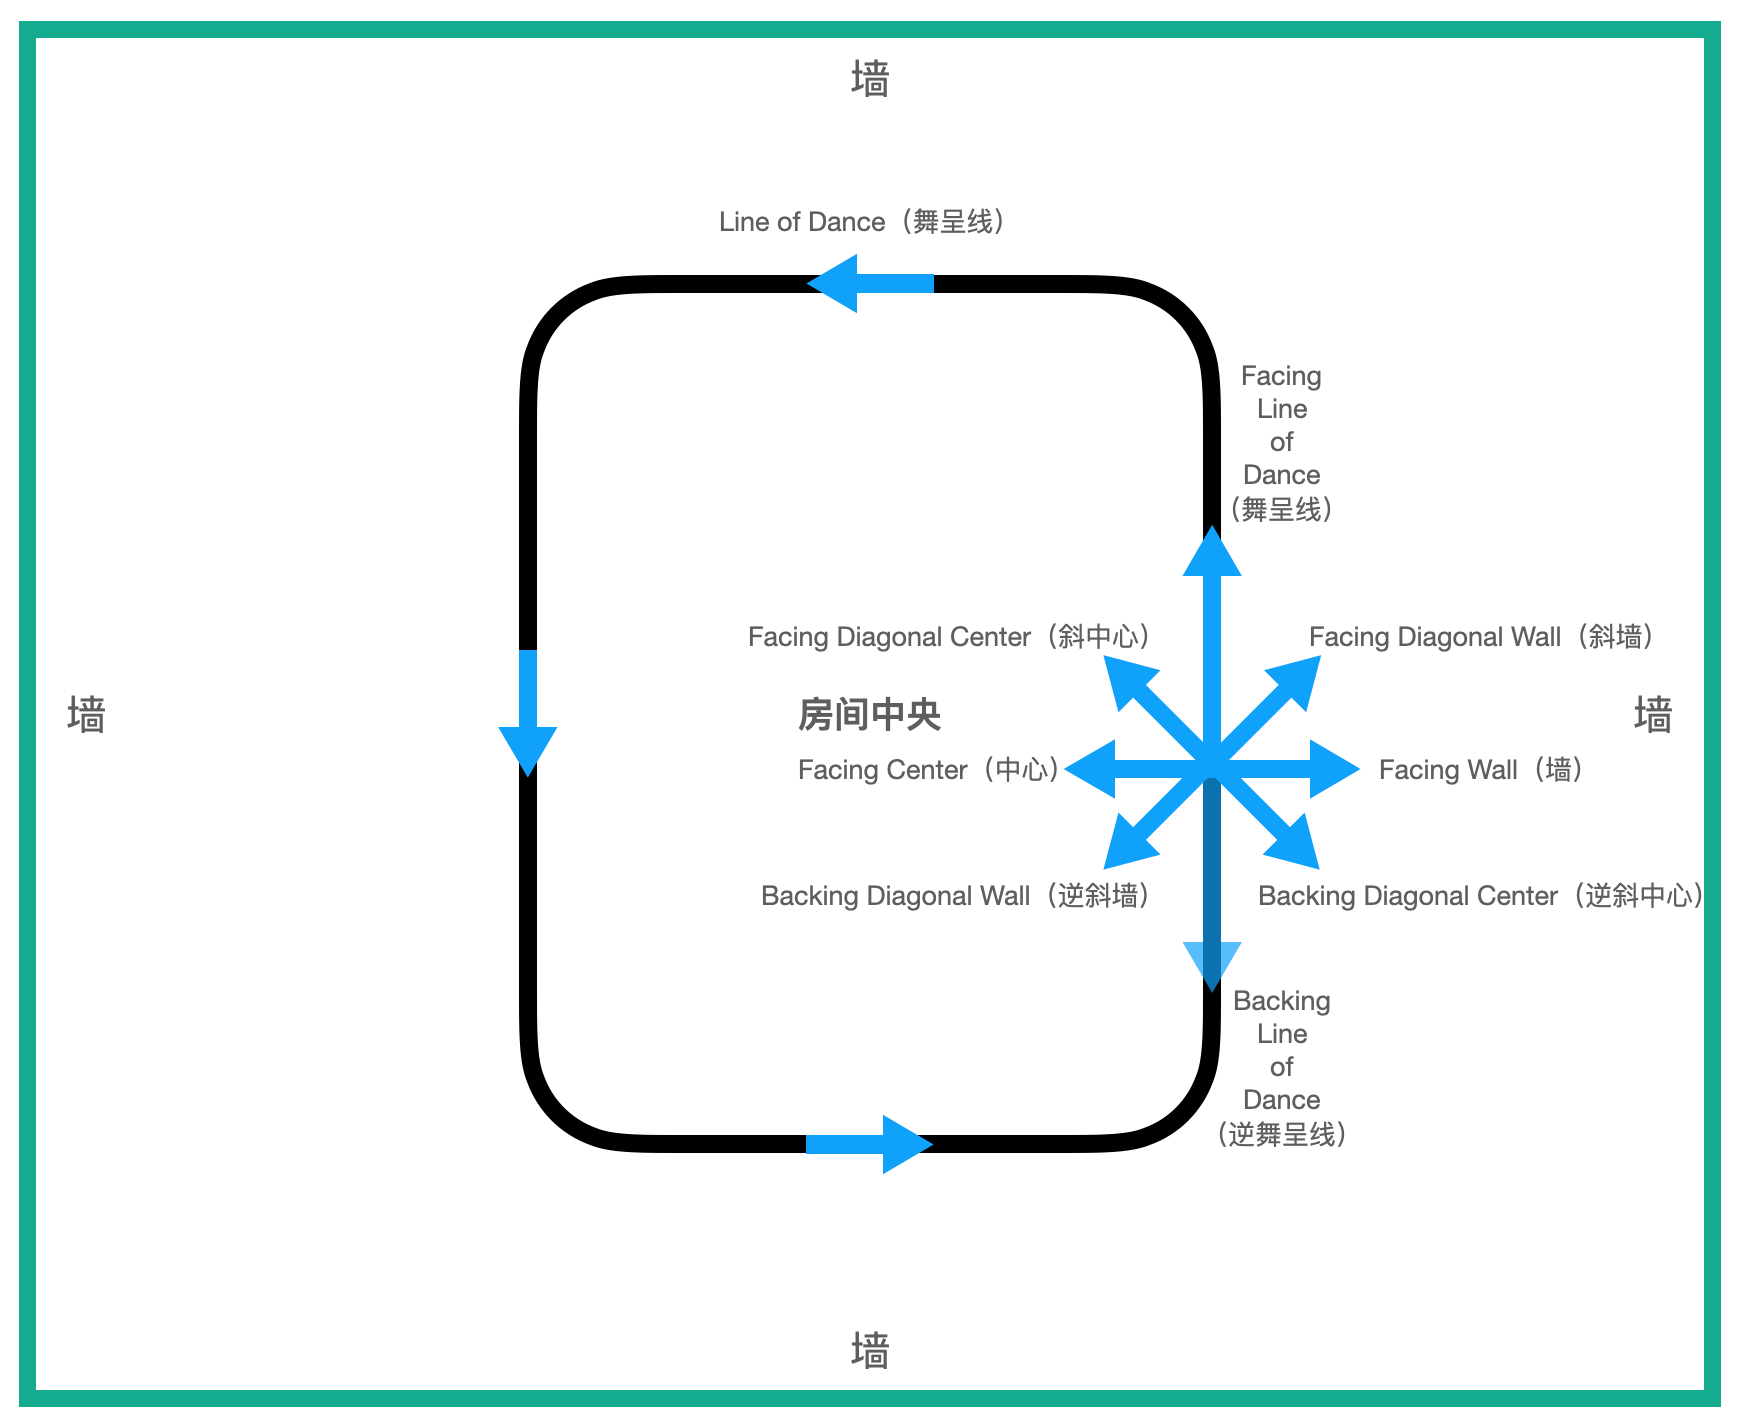 墙
Line of Dance（舞呈线）
Facing
Line
of
Dance
（舞呈线）
Facing Diagonal Center（斜中心）
Facing Diagonal Wall（斜墙）
墙
房间中央
墙
Facing Center（中心）
Facing Wall（墙）
Backing Diagonal Wall（逆斜墙）
Backing Diagonal Center（逆斜中心）
Backing
Line
of
Dance
（逆舞呈线）
墙